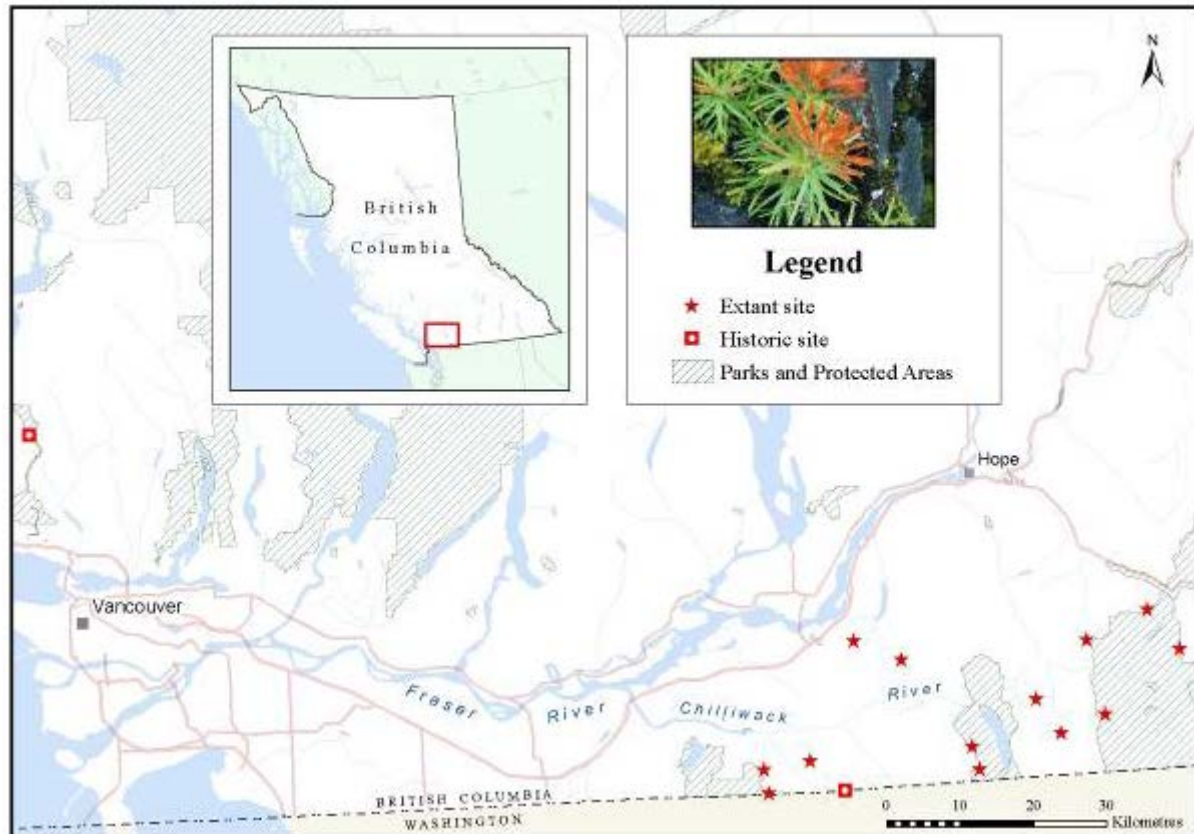 N
British
Columbia
Legend
Extant site
Historic site
Parks and Protected Areas
Hope
Vancouver
Fraser River
Chilliwack River
BRITISH COLUMBIA
WASHINGTON
0 10 20 30
Kilometres